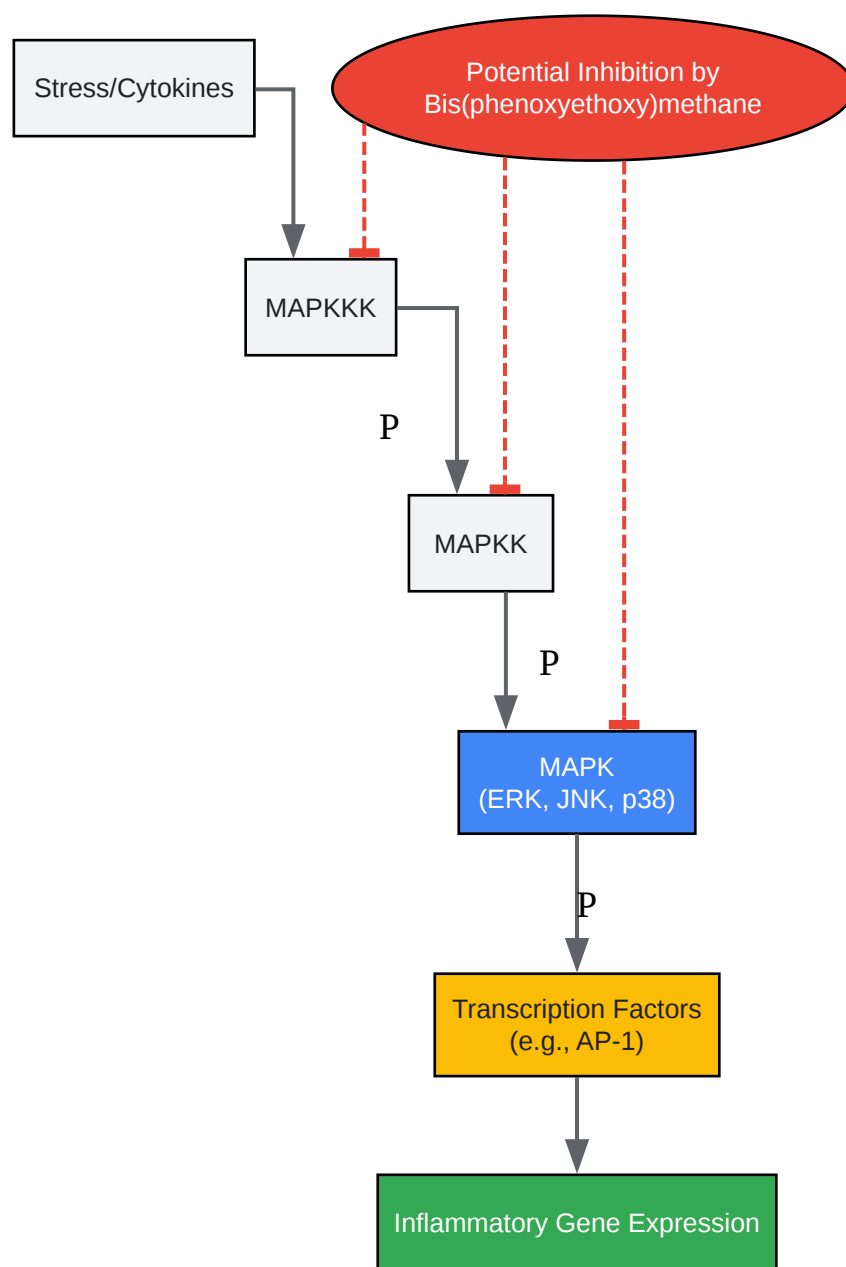 Stress/Cytokines
Potential Inhibition by
Bis(phenoxyethoxy)methane
MAPKKK
P
MAPKK
P
MAPK
(ERK, JNK, p38)
P
Transcription Factors
(e.g., AP-1)
Inflammatory Gene Expression